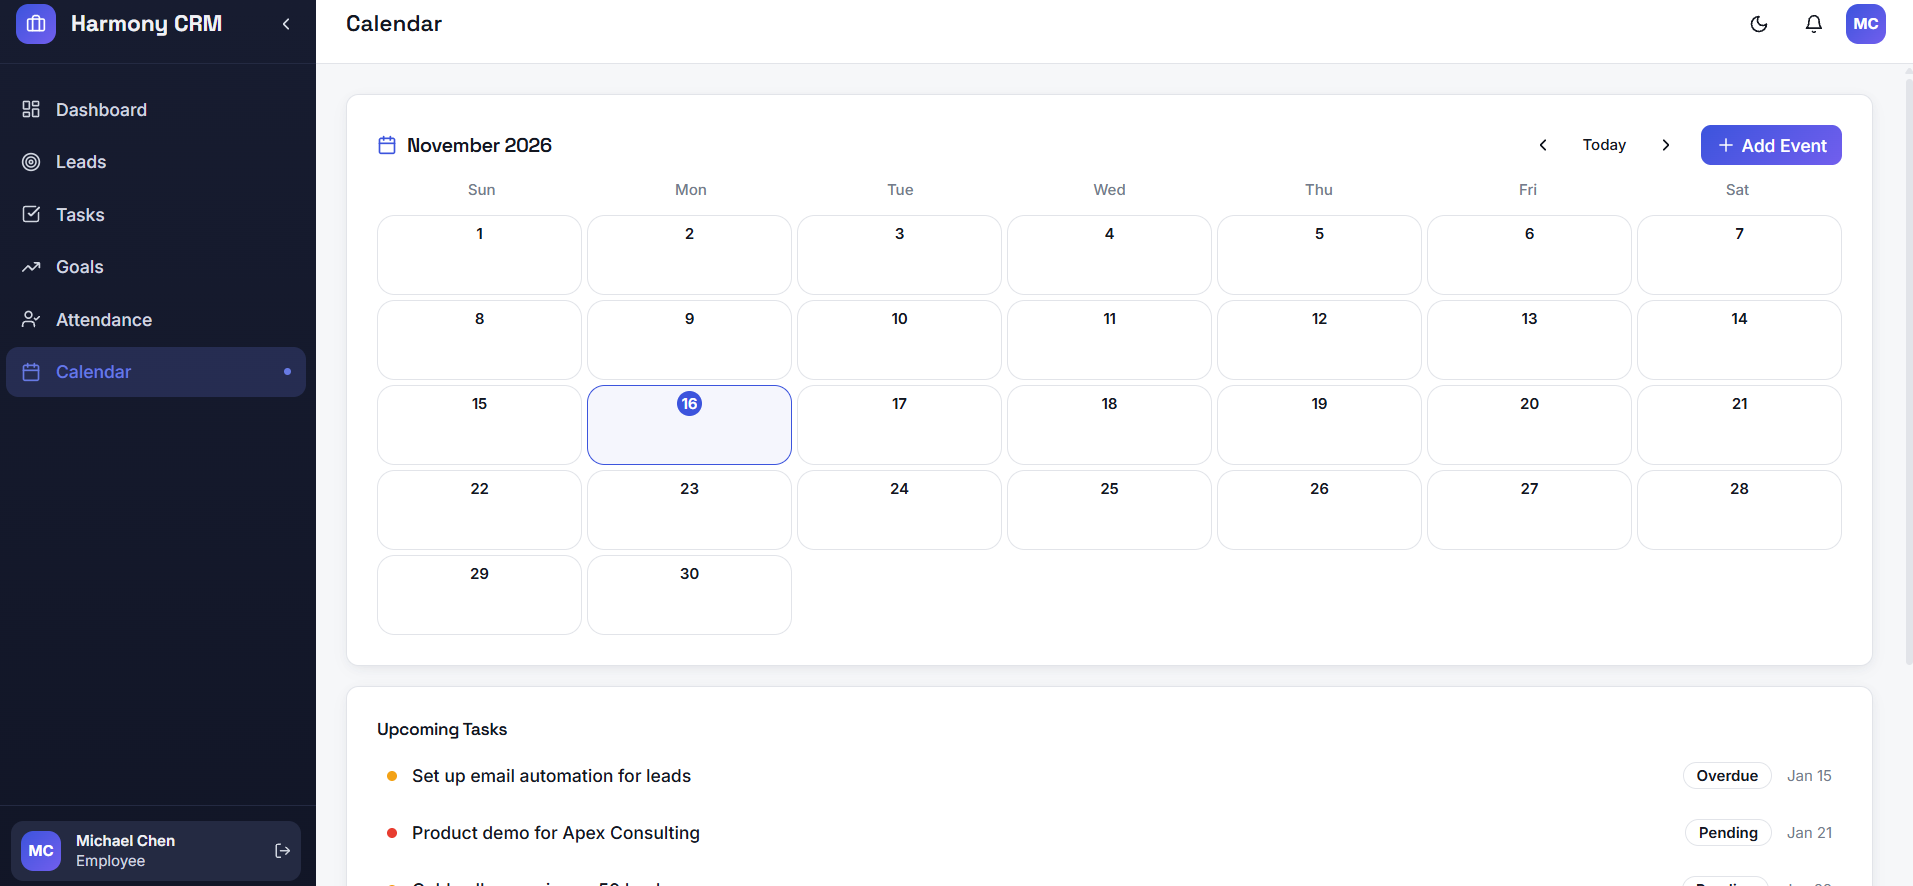 Harmony CRM
Calendar
MC
Dashboard
Leads
Tasks
Goals
Attendance
Calendar
Michael Chen
Employee
MC
November 2026
Today
Add Event
Sun Mon Tue Wed Thu Fri Sat
1 2 3 4 5 6 7
8 9 10 11 12 13 14
15 16 17 18 19 20 21
22 23 24 25 26 27 28
29 30
Upcoming Tasks
Set up email automation for leads Overdue Jan 15
Product demo for Apex Consulting Pending Jan 21